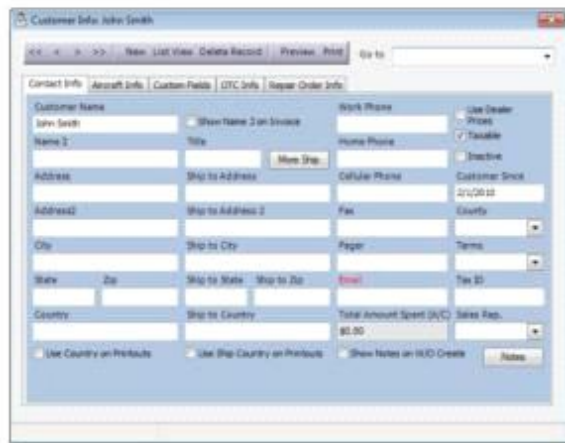 Customer Info: John Smith
<< < > >> New List View Delete Record Preview Print Go to
Contact Info Aircraft Info Custom Fields OTC Info Repair Order Info
Customer Name Work Phone Use Dealer Prices
John Smith Show Name 2 on Invoice Taxable
Name 2 Title Home Phone
More Ship Inactive
Address Ship to Address Cellular Phone Customer Since
2/1/2010
Address2 Ship to Address 2 Fax County
City Ship to City Pager Terms
State Zip Ship to State Ship to Zip Email Tax ID
Country Ship to Country Total Amount Spent (A/C) Sales Rep.
$0.00
Use Country on Printouts Use Ship Country on Printouts Show Notes on W/O Create Notes